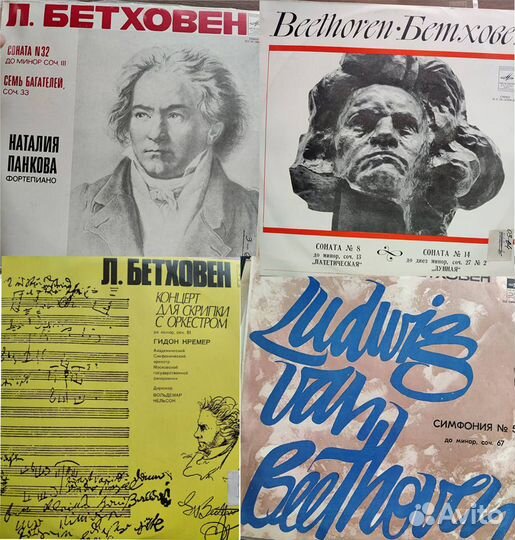 Л. БЕТХОВЕН
СОНАТА N32
ДО МИНОР СОЧ. III
СЕМЬ БАГАТЕЛЕЙ,
СОЧ. 33
НАТАЛИЯ
ПАНКОВА
ФОРТЕПИАНО
Beethoven · Бетховен
СОНАТА № 8
до минор, соч. 13
"ПАТЕТИЧЕСКАЯ"
СОНАТА № 14
до диез минор, соч. 27 № 2
"ЛУННАЯ"
Л. БЕТХОВЕН
КОНЦЕРТ
ДЛЯ СКРИПКИ
С ОРКЕСТРОМ
ре мажор, соч. 61
ГИДОН КРЕМЕР
Академический
Симфонический
оркестр
Московской
государственной
филармонии
Дирижер
ВОЛЬДЕМАР
НЕЛЬСОН
БЕТХОВЕН
Ludwig
van
Beethoven
СИМФОНИЯ № 5
до минор, соч. 67
Avito